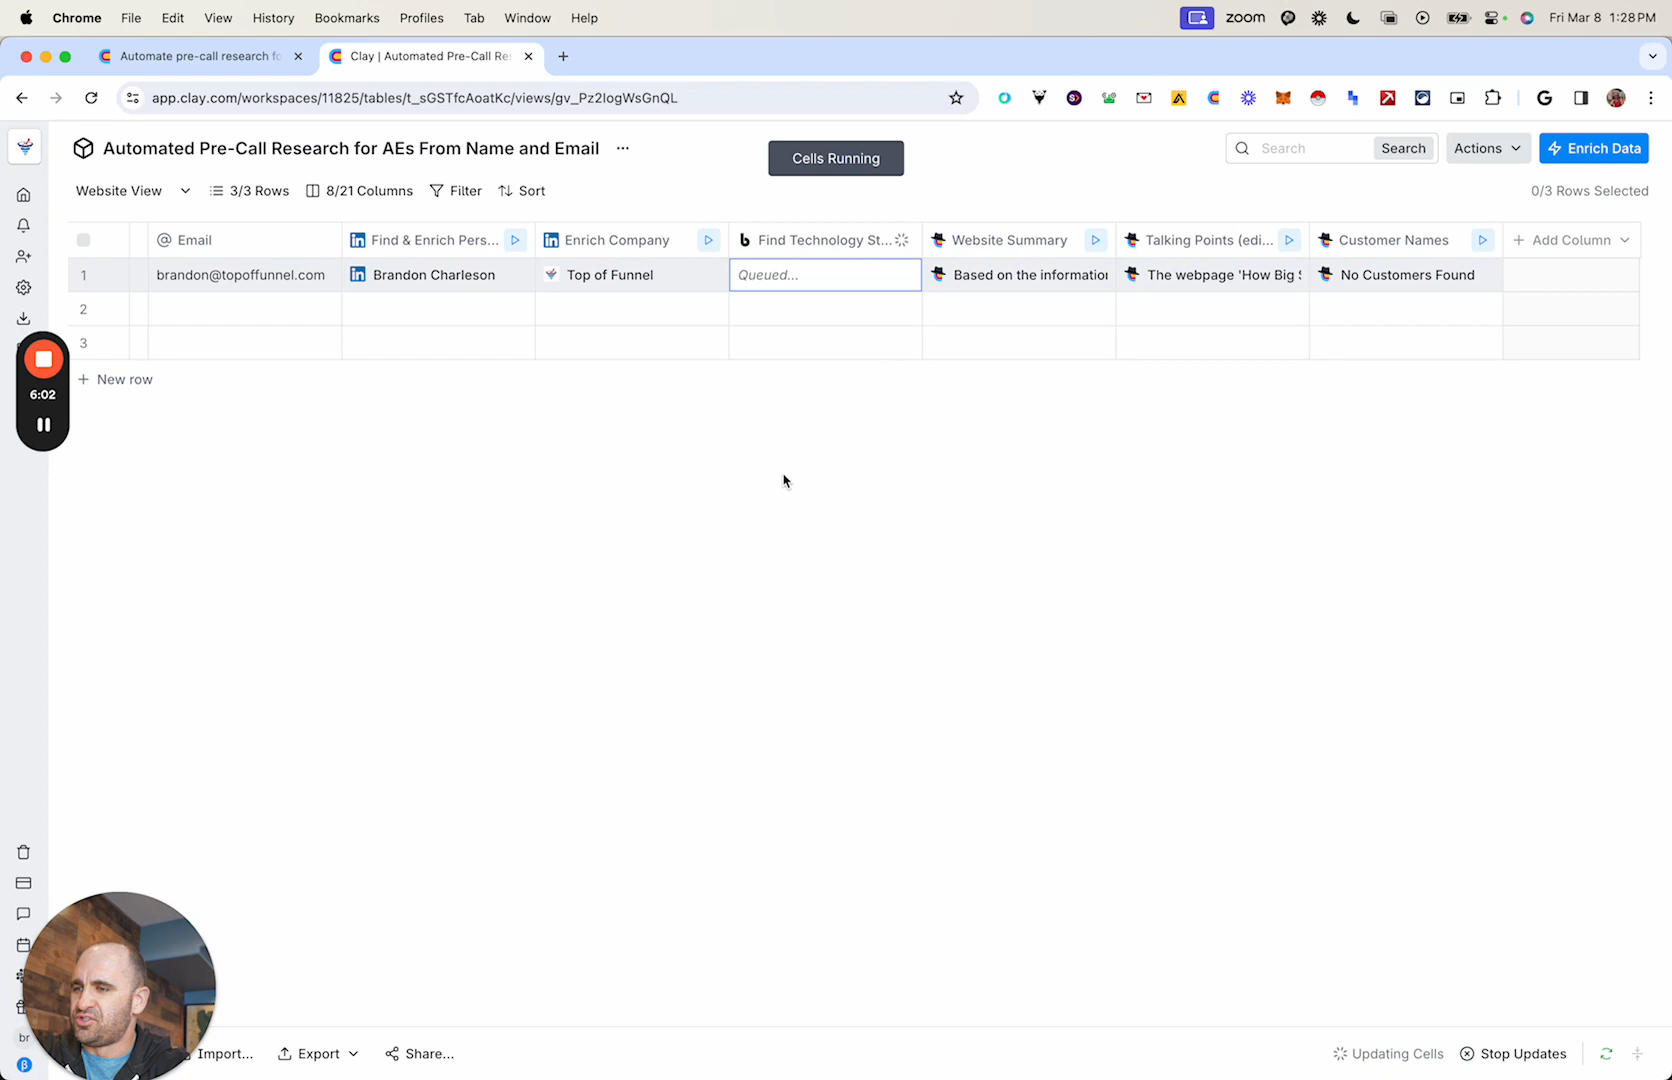 Chrome File Edit View History Bookmarks Profiles Tab Window Help zoom Fri Mar 8 1:28 PM
Automate pre-call research fo Clay | Automated Pre-Call Re
app.clay.com/workspaces/11825/tables/t_sGSTfcAoatKc/views/gv_Pz2IogWsGnQL
Automated Pre-Call Research for AEs From Name and Email ... Cells Running Search Search Actions Enrich Data
Website View 3/3 Rows 8/21 Columns Filter Sort 0/3 Rows Selected
Email Find & Enrich Pers... Enrich Company Find Technology St... Website Summary Talking Points (edi... Customer Names + Add Column
1 brandon@topoffunnel.com Brandon Charleson Top of Funnel Queued... Based on the information The webpage 'How Big S No Customers Found
2
3
+ New row
6:02
br
β
Import... Export Share... Updating Cells Stop Updates